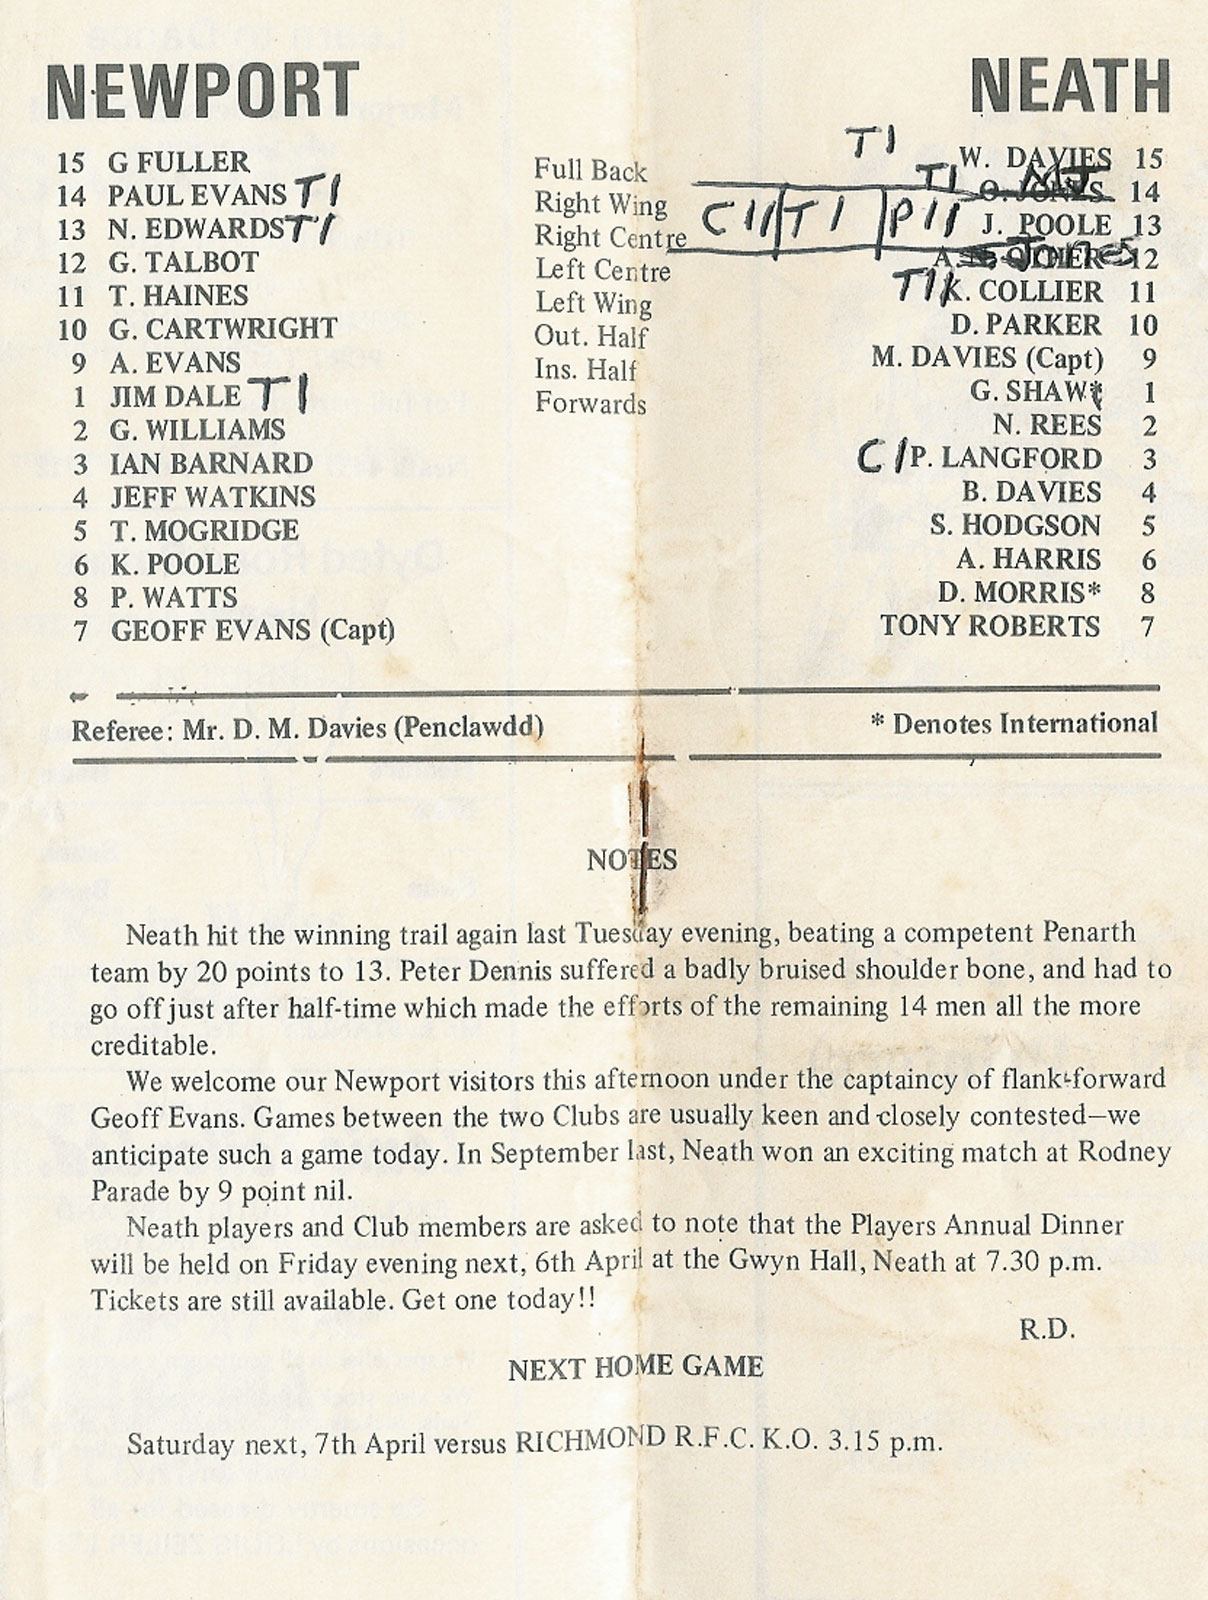 NEWPORT NEATH
15 G FULLER Full Back T1 W. DAVIES 15
14 PAUL EVANS T1 Right Wing T1 O. JONES 14
13 N. EDWARDS T1 Right Centre C11 T1 P11 J. POOLE 13
12 G. TALBOT Left Centre A. OTHER Jones 12
11 T. HAINES Left Wing T1 K. COLLIER 11
10 G. CARTWRIGHT Out. Half D. PARKER 10
9 A. EVANS Ins. Half M. DAVIES (Capt) 9
1 JIM DALE T1 Forwards G. SHAW* 1
2 G. WILLIAMS N. REES 2
3 IAN BARNARD C1 P. LANGFORD 3
4 JEFF WATKINS B. DAVIES 4
5 T. MOGRIDGE S. HODGSON 5
6 K. POOLE A. HARRIS 6
8 P. WATTS D. MORRIS* 8
7 GEOFF EVANS (Capt) TONY ROBERTS 7
Referee: Mr. D. M. Davies (Penclawdd) * Denotes International
NOTES
Neath hit the winning trail again last Tuesday evening, beating a competent Penarth
team by 20 points to 13. Peter Dennis suffered a badly bruised shoulder bone, and had to
go off just after half-time which made the efforts of the remaining 14 men all the more
creditable.
We welcome our Newport visitors this afternoon under the captaincy of flank-forward
Geoff Evans. Games between the two Clubs are usually keen and closely contested—we
anticipate such a game today. In September last, Neath won an exciting match at Rodney
Parade by 9 point nil.
Neath players and Club members are asked to note that the Players Annual Dinner
will be held on Friday evening next, 6th April at the Gwyn Hall, Neath at 7.30 p.m.
Tickets are still available. Get one today!!
R.D.
NEXT HOME GAME
Saturday next, 7th April versus RICHMOND R.F.C. K.O. 3.15 p.m.